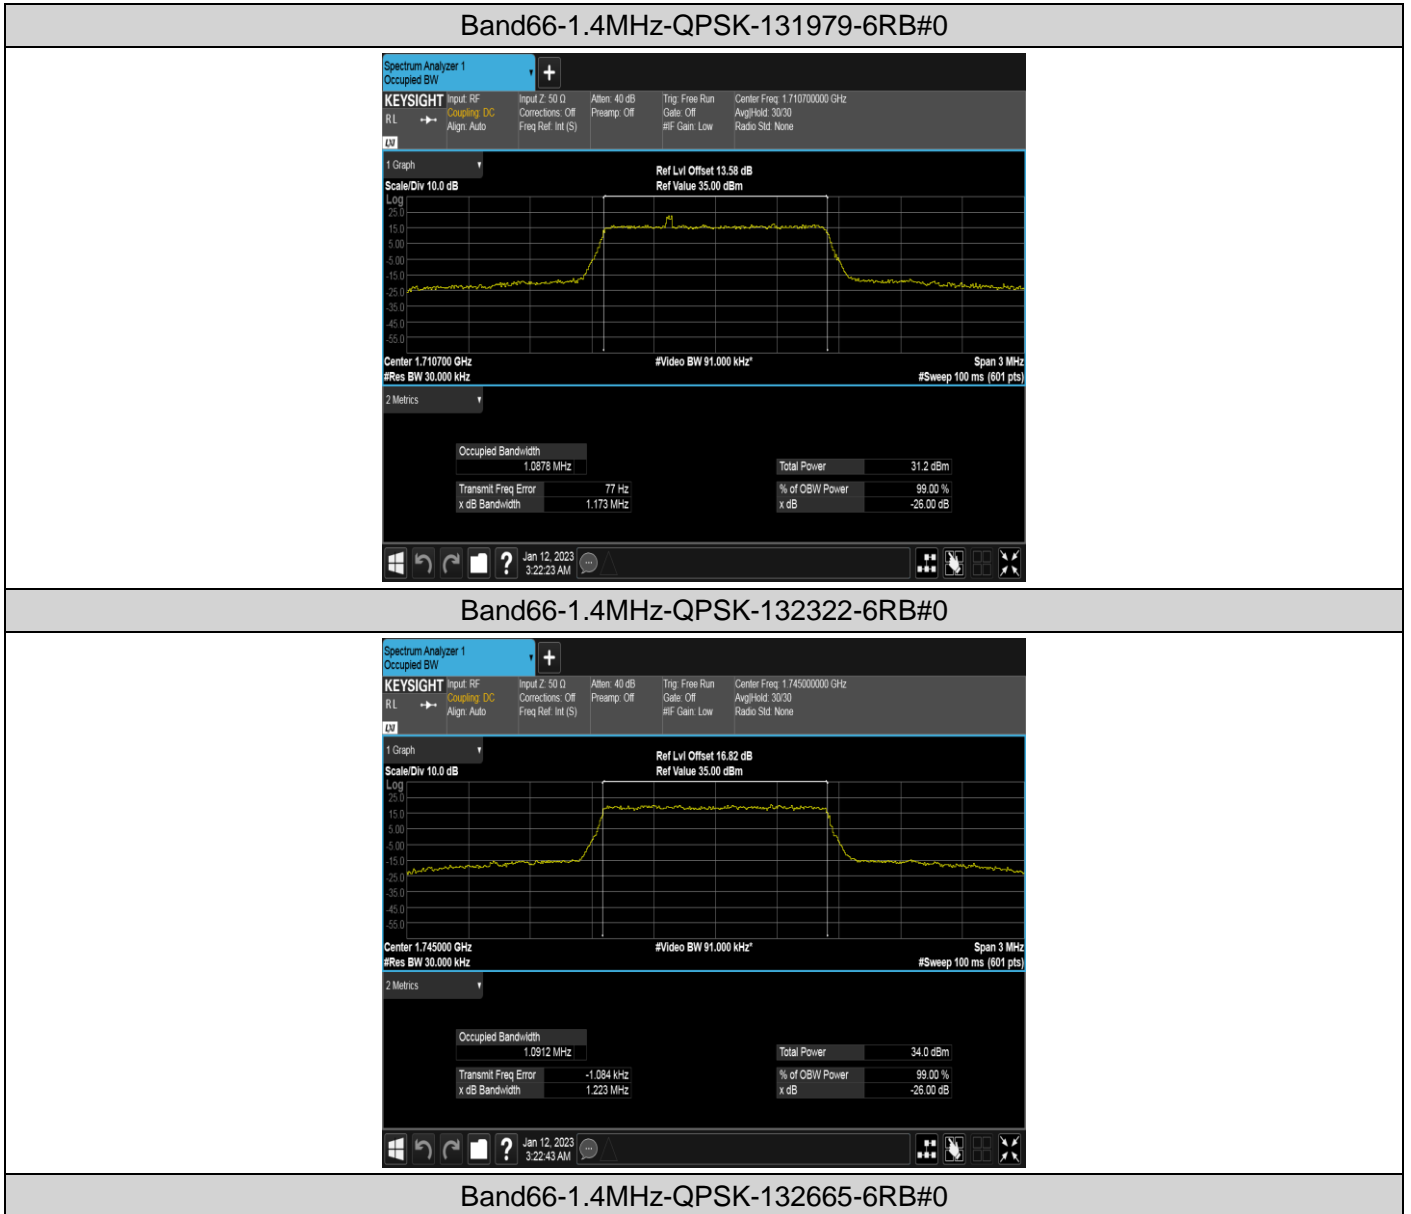 Band66-1.4MHz-QPSK-131979-6RB#0
Spectrum Analyzer 1
Occupied BW
+
KEYSIGHT
RL
LXI
Input: RF
Coupling: DC
Align: Auto
Input Z: 50 Ω
Corrections: Off
Freq Ref: Int (S)
Atten: 40 dB
Preamp: Off
Trig: Free Run
Gate: Off
#IF Gain: Low
Center Freq: 1.710700000 GHz
Avg|Hold: 30/30
Radio Std: None
1 Graph
Scale/Div 10.0 dB
Ref Lvl Offset 13.58 dB
Ref Value 35.00 dBm
Log
25.0
15.0
5.00
-5.00
-15.0
-25.0
-35.0
-45.0
-55.0
Center 1.710700 GHz
#Video BW 91.000 kHz*
Span 3 MHz
#Res BW 30.000 kHz
#Sweep 100 ms (601 pts)
2 Metrics
Occupied Bandwidth
1.0878 MHz
Total Power 31.2 dBm
Transmit Freq Error 77 Hz
% of OBW Power 99.00 %
x dB Bandwidth 1.173 MHz
x dB -26.00 dB
?
Jan 12, 2023
3:22:23 AM
Band66-1.4MHz-QPSK-132322-6RB#0
Spectrum Analyzer 1
Occupied BW
+
KEYSIGHT
RL
LXI
Input: RF
Coupling: DC
Align: Auto
Input Z: 50 Ω
Corrections: Off
Freq Ref: Int (S)
Atten: 40 dB
Preamp: Off
Trig: Free Run
Gate: Off
#IF Gain: Low
Center Freq: 1.745000000 GHz
Avg|Hold: 30/30
Radio Std: None
1 Graph
Scale/Div 10.0 dB
Ref Lvl Offset 16.82 dB
Ref Value 35.00 dBm
Log
25.0
15.0
5.00
-5.00
-15.0
-25.0
-35.0
-45.0
-55.0
Center 1.745000 GHz
#Video BW 91.000 kHz*
Span 3 MHz
#Res BW 30.000 kHz
#Sweep 100 ms (601 pts)
2 Metrics
Occupied Bandwidth
1.0912 MHz
Total Power 34.0 dBm
Transmit Freq Error -1.084 kHz
% of OBW Power 99.00 %
x dB Bandwidth 1.223 MHz
x dB -26.00 dB
?
Jan 12, 2023
3:22:43 AM
Band66-1.4MHz-QPSK-132665-6RB#0